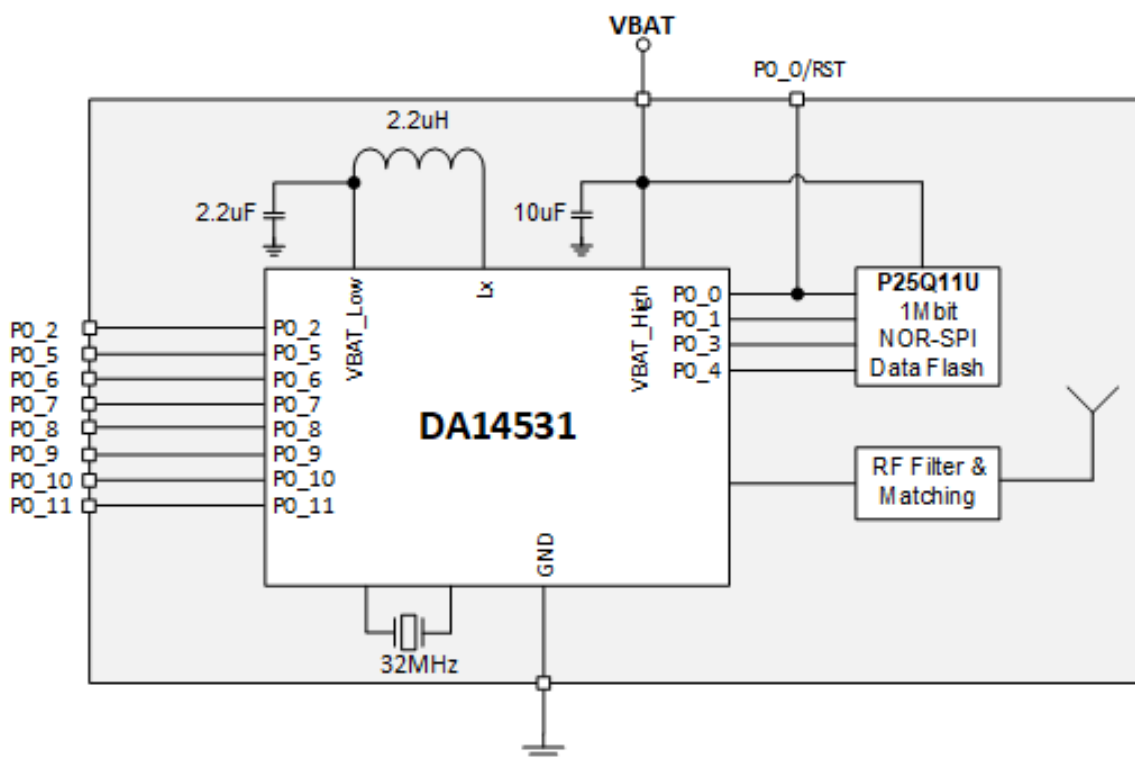 VBAT
P0_0/RST
2.2uH
2.2uF
10uF
VBAT_Low
Lx
VBAT_High
P0_0
P0_1
P0_3
P0_4
P25Q11U
1Mbit
NOR-SPI
Data Flash
P0_2
P0_5
P0_6
P0_7
P0_8
P0_9
P0_10
P0_11
P0_2
P0_5
P0_6
P0_7
P0_8
P0_9
P0_10
P0_11
DA14531
RF Filter &
Matching
GND
32MHz